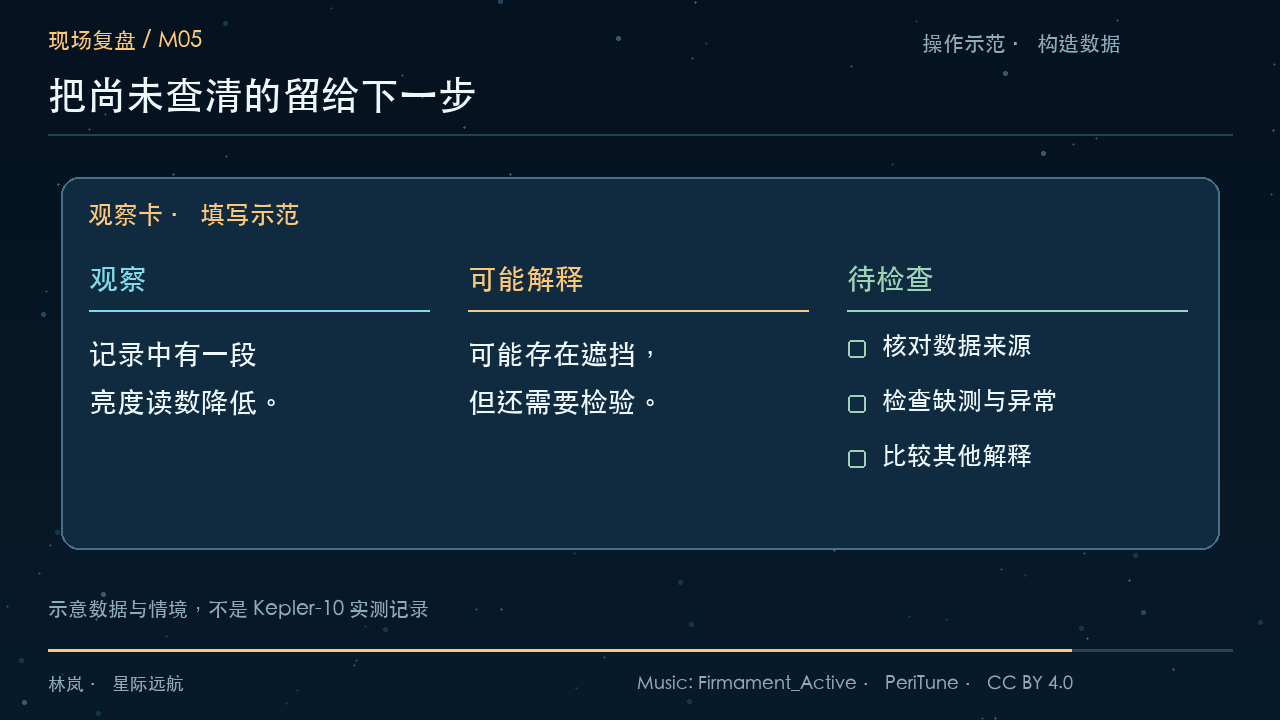 现场复盘 / M05
操作示范· 构造数据
把尚未查清的留给下一步
观察卡· 填写示范
观察
记录中有一段
亮度读数降低。
可能解释
可能存在遮挡，
但还需要检验。
待检查
核对数据来源
检查缺测与异常
比较其他解释
示意数据与情境，不是 Kepler-10 实测记录
林岚· 星际远航
Music: Firmament_Active· PeriTune· CC BY 4.0